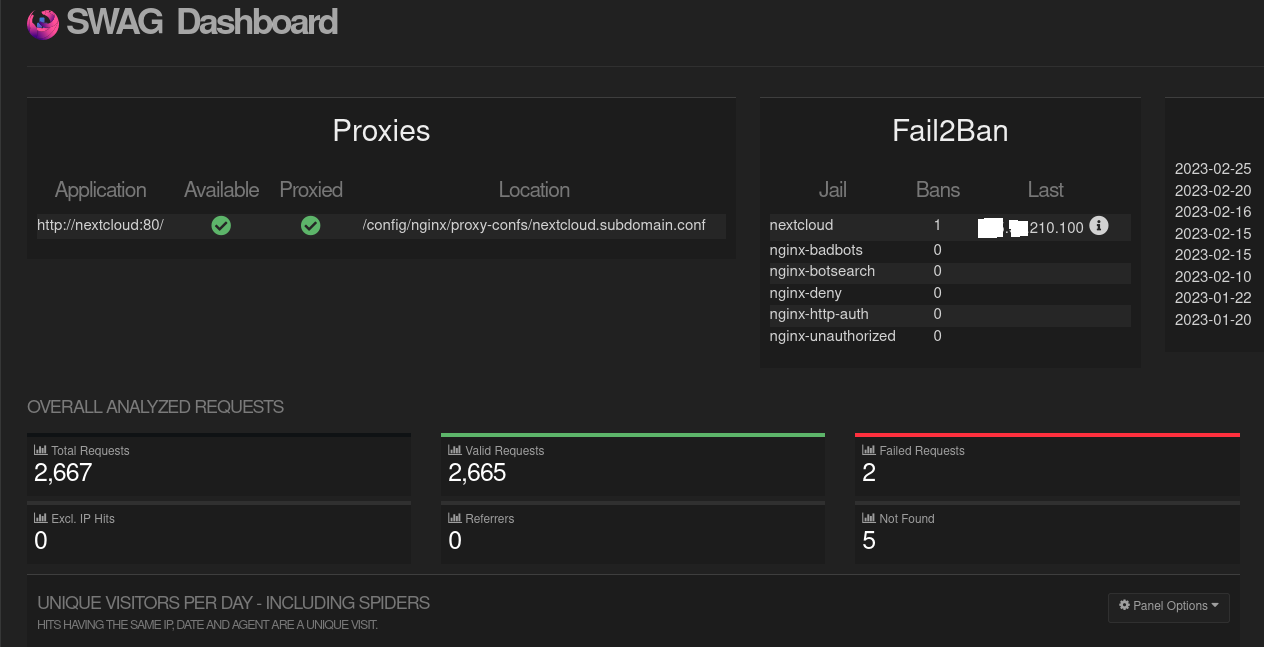 SWAG Dashboard
Proxies
Application Available Proxied Location
http://nextcloud:80/ /config/nginx/proxy-confs/nextcloud.subdomain.conf
Fail2Ban
Jail Bans Last
nextcloud 1 210.100
nginx-badbots 0
nginx-botsearch 0
nginx-deny 0
nginx-http-auth 0
nginx-unauthorized 0
2023-02-25
2023-02-20
2023-02-16
2023-02-15
2023-02-15
2023-02-10
2023-01-22
2023-01-20
OVERALL ANALYZED REQUESTS
Total Requests
2,667
Valid Requests
2,665
Failed Requests
2
Excl. IP Hits
0
Referrers
0
Not Found
5
UNIQUE VISITORS PER DAY - INCLUDING SPIDERS
HITS HAVING THE SAME IP, DATE AND AGENT ARE A UNIQUE VISIT.
Panel Options